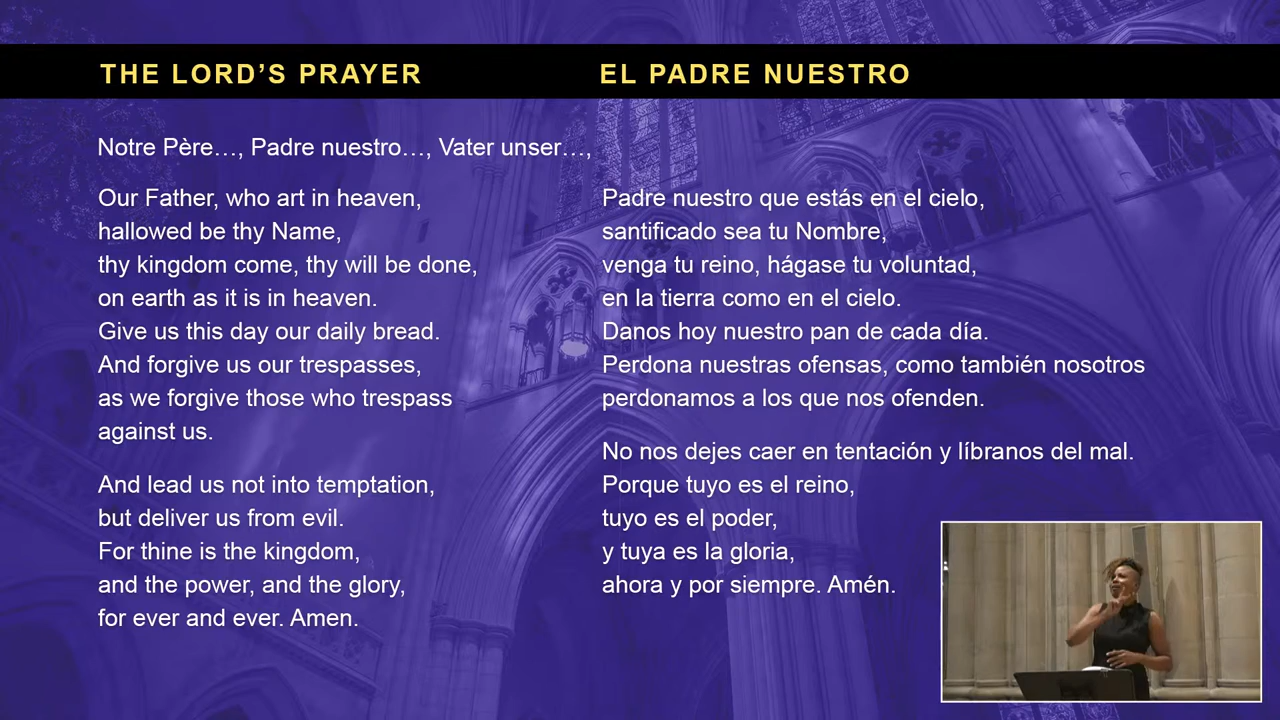 THE LORD’S PRAYER
EL PADRE NUESTRO
Notre Père…, Padre nuestro…, Vater unser…,
Our Father, who art in heaven,
hallowed be thy Name,
thy kingdom come, thy will be done,
on earth as it is in heaven.
Give us this day our daily bread.
And forgive us our trespasses,
as we forgive those who trespass
against us.
And lead us not into temptation,
but deliver us from evil.
For thine is the kingdom,
and the power, and the glory,
for ever and ever. Amen.
Padre nuestro que estás en el cielo,
santificado sea tu Nombre,
venga tu reino, hágase tu voluntad,
en la tierra como en el cielo.
Danos hoy nuestro pan de cada día.
Perdona nuestras ofensas, como también nosotros
perdonamos a los que nos ofenden.
No nos dejes caer en tentación y líbranos del mal.
Porque tuyo es el reino,
tuyo es el poder,
y tuya es la gloria,
ahora y por siempre. Amén.